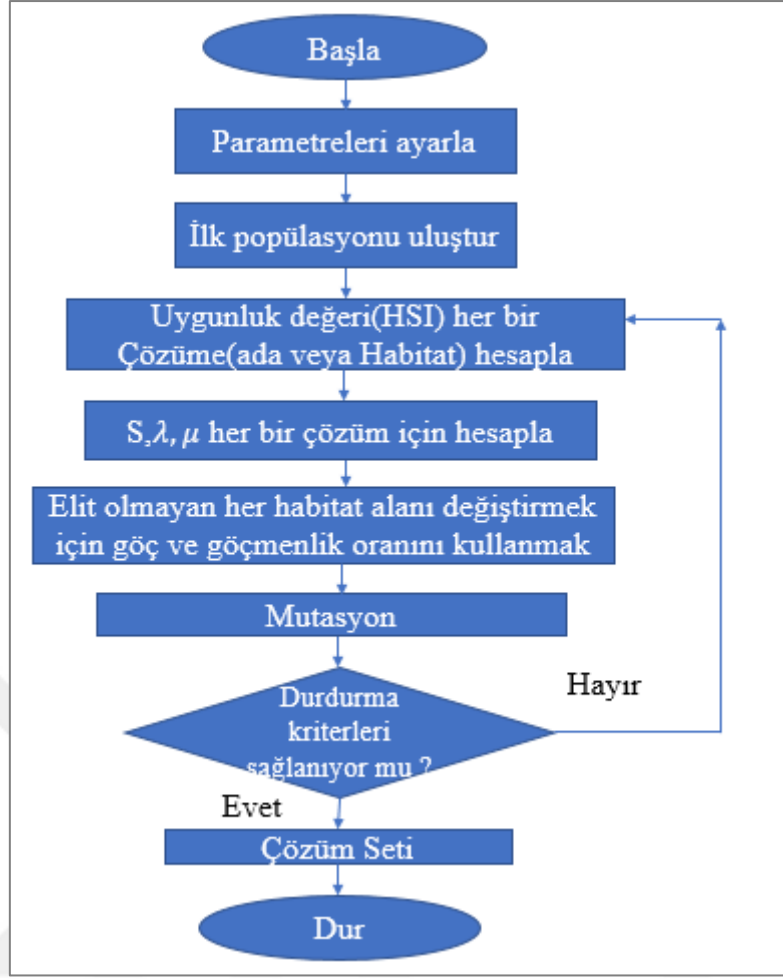 Başla
Parametreleri ayarla
İlk popülasyonu uluştur
Uygunluk değeri(HSI) her bir
Çözüme(ada veya Habitat) hesapla
S,λ, μ her bir çözüm için hesapla
Elit olmayan her habitat alanı değiştirmek
için göç ve göçmenlik oranını kullanmak
Mutasyon
Durdurma
kriterleri
sağlanıyor mu ?
Hayır
Evet
Çözüm Seti
Dur